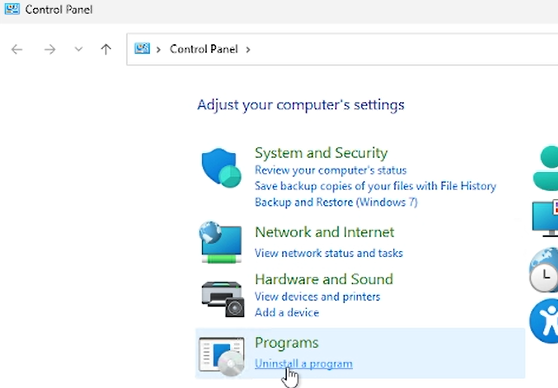 Control Panel
Control Panel
Adjust your computer's settings
System and Security
Review your computer's status
Save backup copies of your files with File History
Backup and Restore (Windows 7)
Network and Internet
View network status and tasks
Hardware and Sound
View devices and printers
Add a device
Programs
Uninstall a program